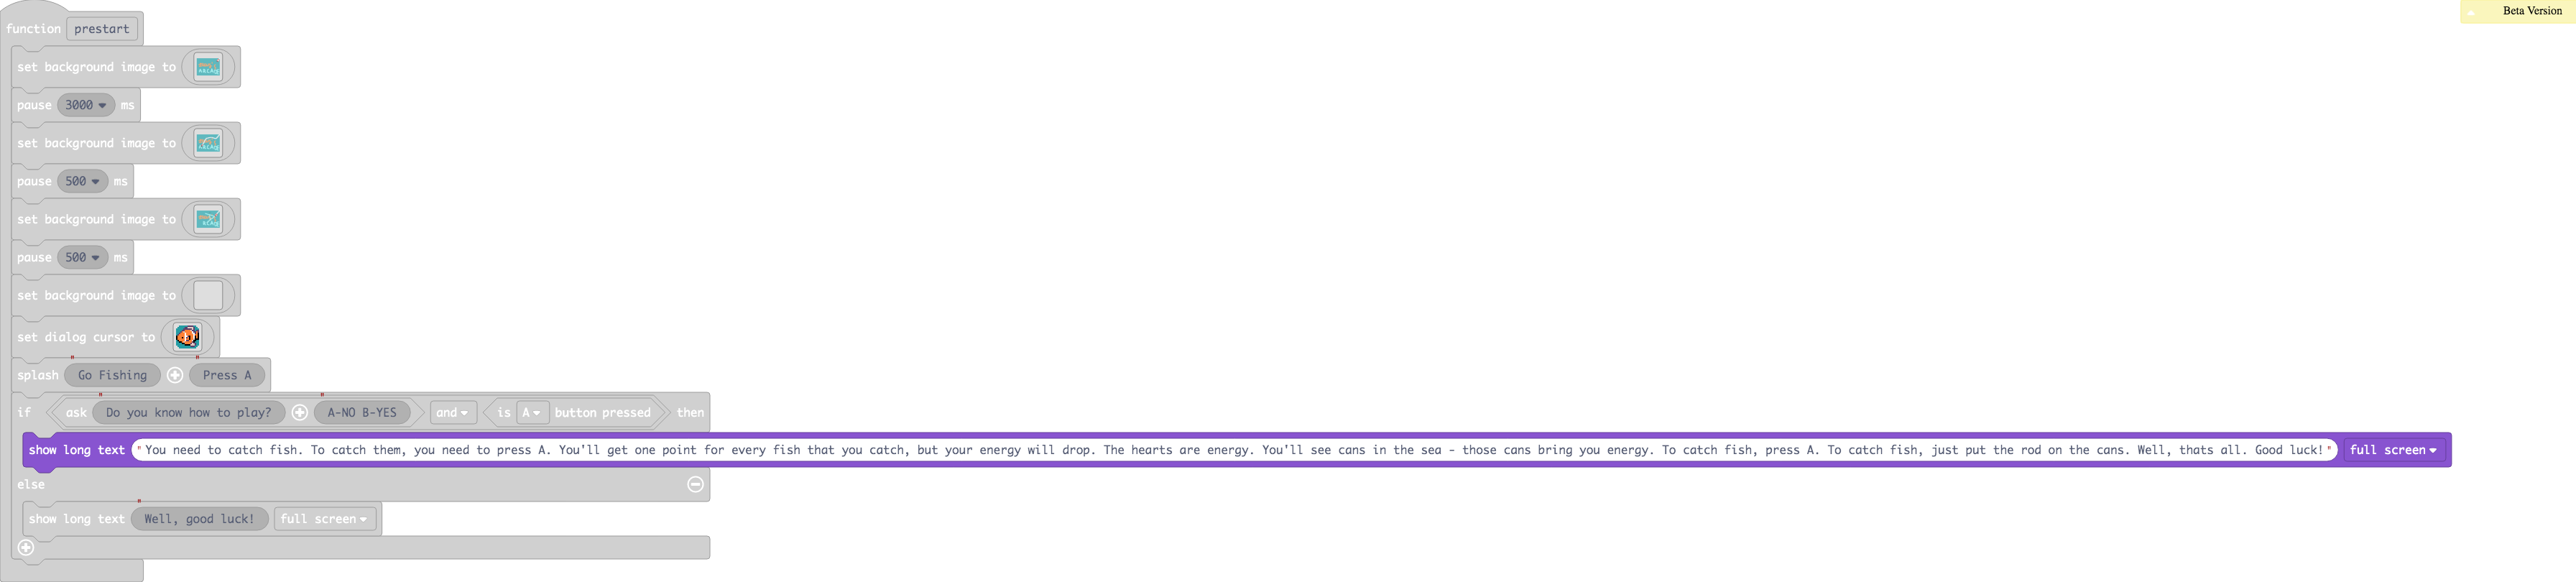 Beta Version
function prestart
set background image to
pause 3000 ms
set background image to
pause 500 ms
set background image to
pause 500 ms
set background image to
set dialog cursor to
splash "Go Fishing" "Press A"
if ask "Do you know how to play?" "A-NO B-YES" and is A button pressed then
show long text "You need to catch fish. To catch them, you need to press A. You'll get one point for every fish that you catch, but your energy will drop. The hearts are energy. You'll see cans in the sea - those cans bring you energy. To catch fish, press A. To catch fish, just put the rod on the cans. Well, thats all. Good luck!" full screen
else
show long text "Well, good luck!" full screen